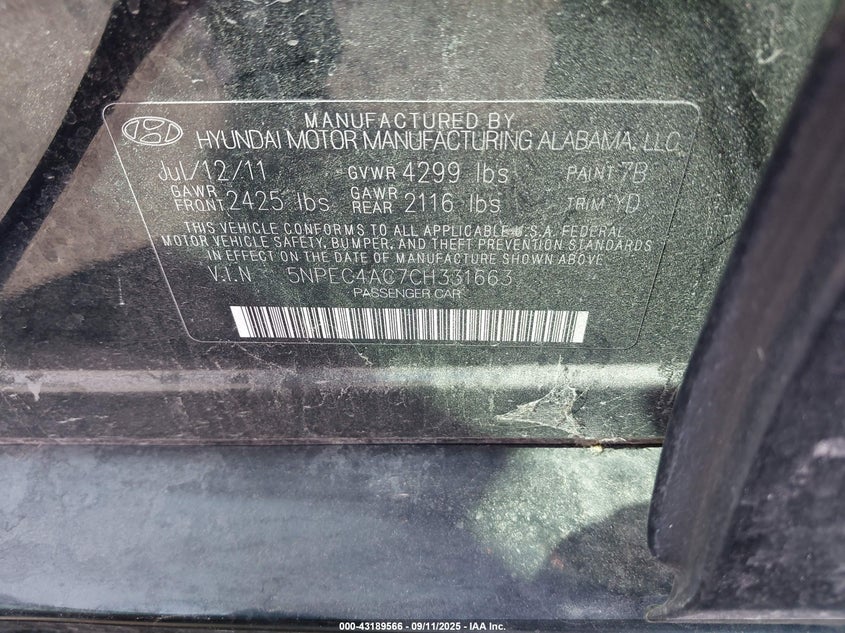 MANUFACTURED BY
HYUNDAI MOTOR MANUFACTURING ALABAMA, LLC
Jul/12/11 GVWR 4299 lbs PAINT 7B
GAWR FRONT 2425 lbs GAWR REAR 2116 lbs TRIM YD
THIS VEHICLE CONFORMS TO ALL APPLICABLE U.S.A. FEDERAL
MOTOR VEHICLE SAFETY, BUMPER, AND THEFT PREVENTION STANDARDS
IN EFFECT ON THE DATE OF MANUFACTURE SHOWN ABOVE.
V.I.N 5NPEC4AC7CH331663
PASSENGER CAR
000-43189566 - 09/11/2025 - IAA Inc.